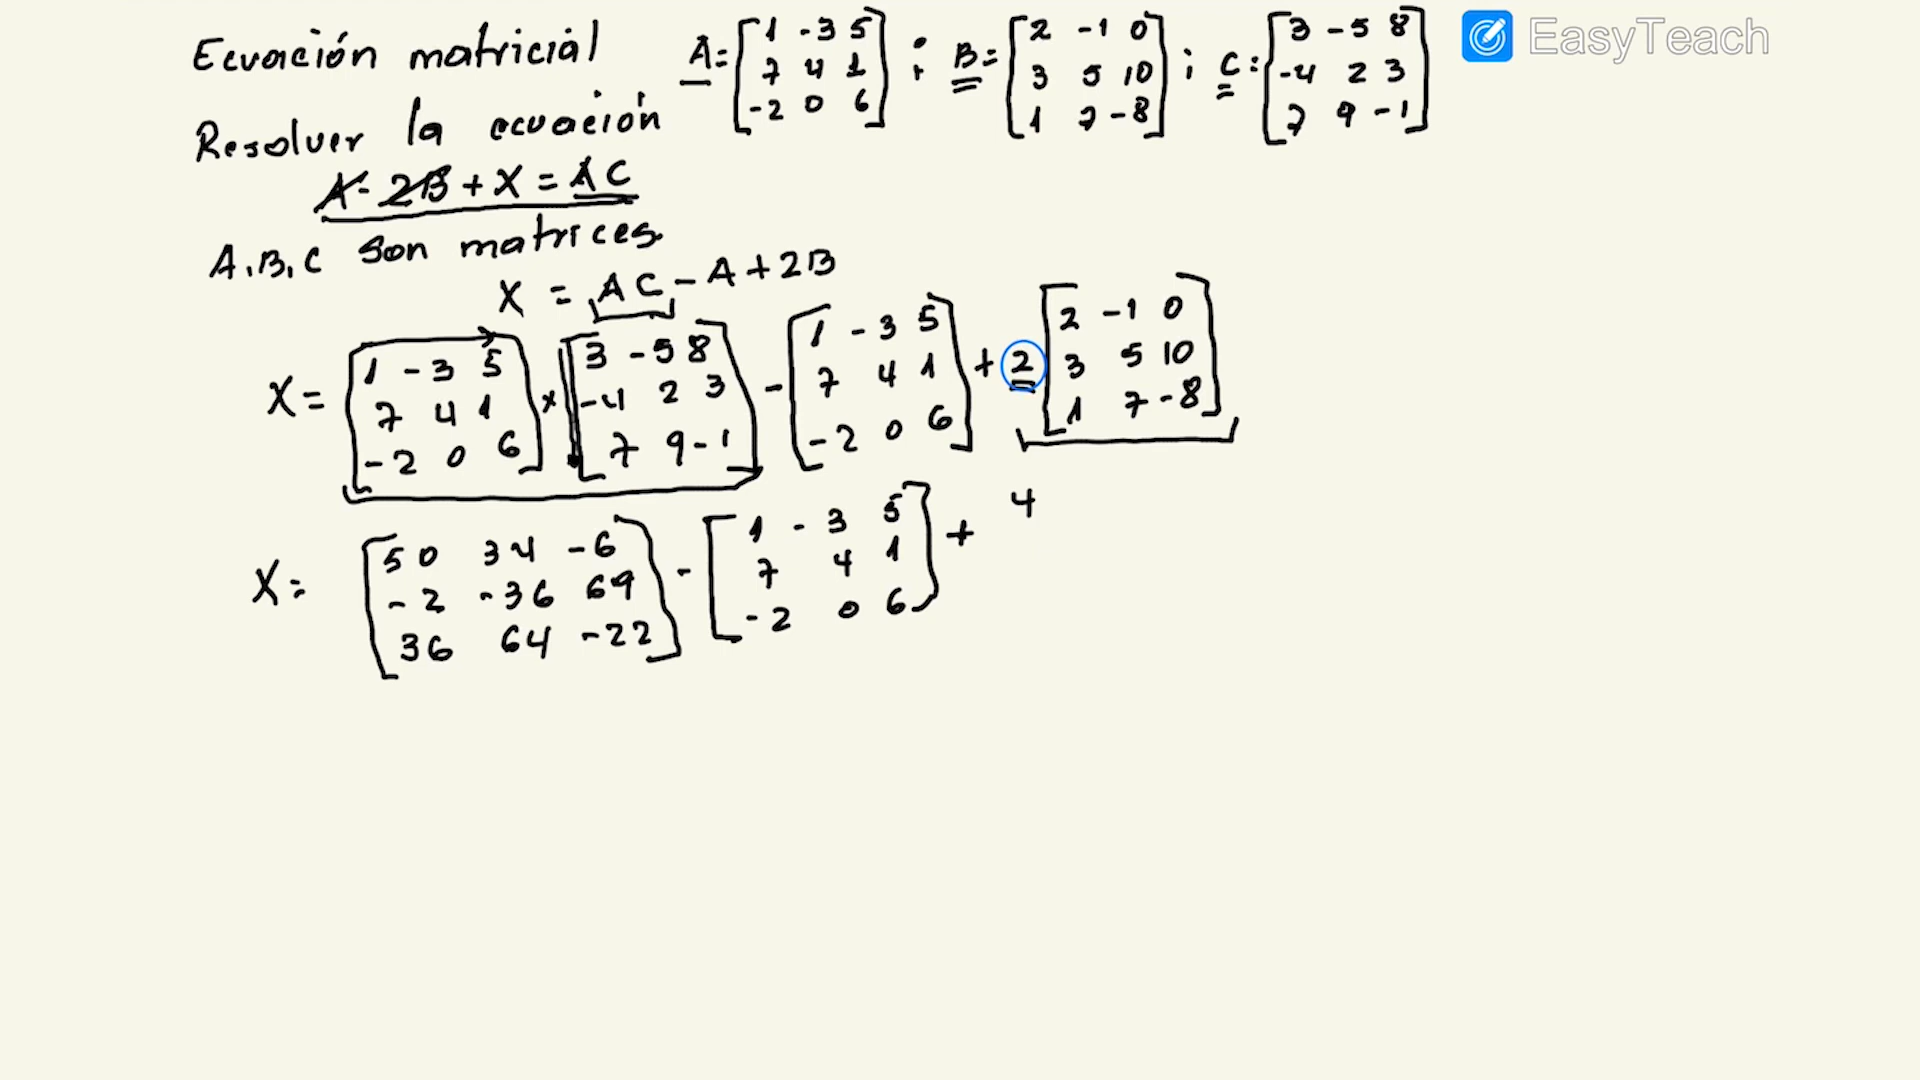 Ecuación matricial A= [1 -3 5 ; B= [2 -1 0 ; C= [3 -5 8
7 4 1 3 5 10 -4 2 3
-2 0 6] 1 7 -8] 7 9 -1]
EasyTeach
Resolver la ecuación
A - 2B + X = AC
A, B, C son matrices
X = AC - A + 2B
X= [1 -3 5 × [3 -5 8 - [1 -3 5 + 2 [2 -1 0
7 4 1 -4 2 3 7 4 1 3 5 10
-2 0 6] 7 9 -1] -2 0 6] 1 7 -8]
X= [50 34 -6 - [1 -3 5 + 4
-2 -36 69 7 4 1
36 64 -22] -2 0 6]